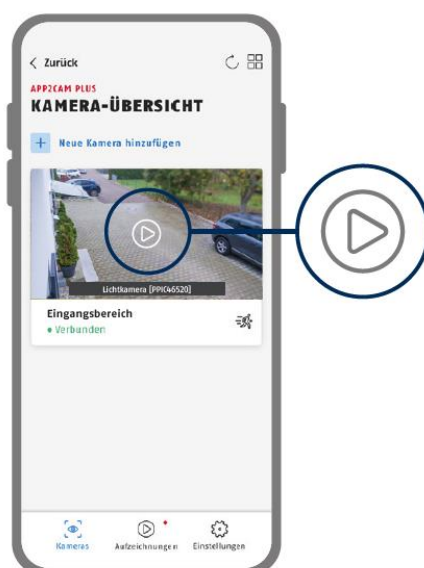 Zurück
APP2CAM PLUS
KAMERA-ÜBERSICHT
+ Neue Kamera hinzufügen
Lichtkamera [PPIC46520]
Eingangsbereich
• Verbunden
Kameras
Aufzeichnungen
Einstellungen